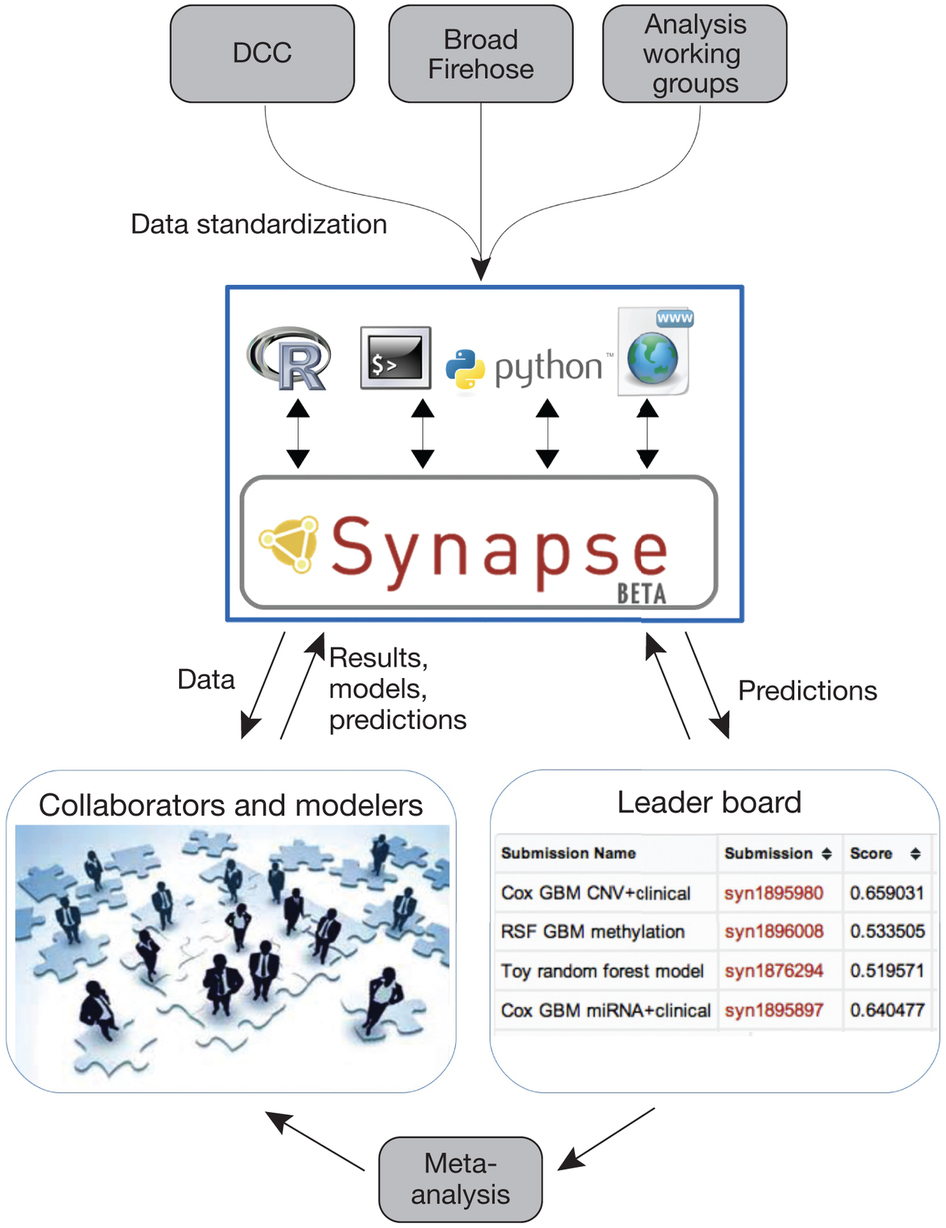 DCC
Broad
Firehose
Analysis
working
groups
Data standardization
R
$>
python™
www
Synapse
BETA
Data
Results,
models,
predictions
Predictions
Collaborators and modelers
Leader board
Submission Name Submission Score
Cox GBM CNV+clinical syn1895980 0.659031
RSF GBM methylation syn1896008 0.533505
Toy random forest model syn1876294 0.519571
Cox GBM miRNA+clinical syn1895897 0.640477
Meta-
analysis